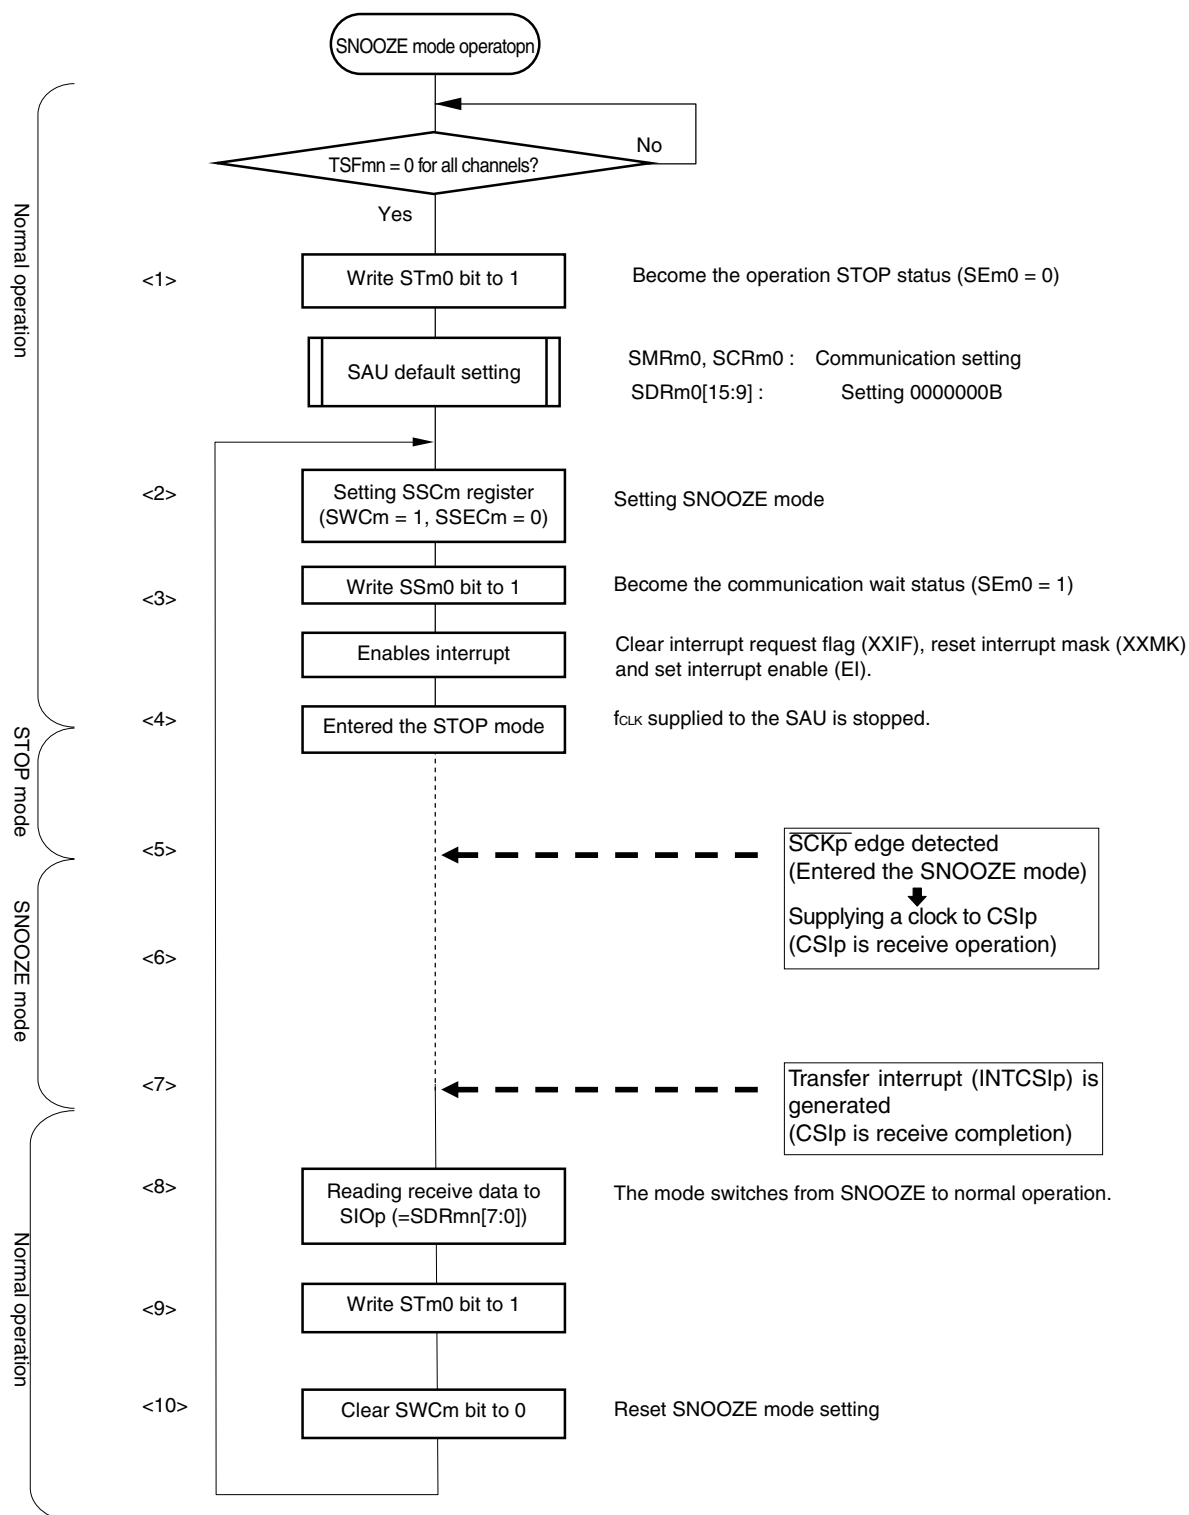 SNOOZE mode operatopn
No
TSFmn = 0 for all channels?
Yes
Normal operation
<1>
Write STm0 bit to 1
Become the operation STOP status (SEm0 = 0)
SAU default setting
SMRm0, SCRm0 : Communication setting
SDRm0[15:9] : Setting 0000000B
<2>
Setting SSCm register
(SWCm = 1, SSECm = 0)
Setting SNOOZE mode
<3>
Write SSm0 bit to 1
Become the communication wait status (SEm0 = 1)
Enables interrupt
Clear interrupt request flag (XXIF), reset interrupt mask (XXMK)
and set interrupt enable (EI).
<4>
Entered the STOP mode
fCLK supplied to the SAU is stopped.
STOP mode
<5>
SCKp edge detected
(Entered the SNOOZE mode)
Supplying a clock to CSIp
(CSIp is receive operation)
SNOOZE mode
<6>
<7>
Transfer interrupt (INTCSIp) is
generated
(CSIp is receive completion)
<8>
Reading receive data to
SIOp (=SDRmn[7:0])
The mode switches from SNOOZE to normal operation.
Normal operation
<9>
Write STm0 bit to 1
<10>
Clear SWCm bit to 0
Reset SNOOZE mode setting